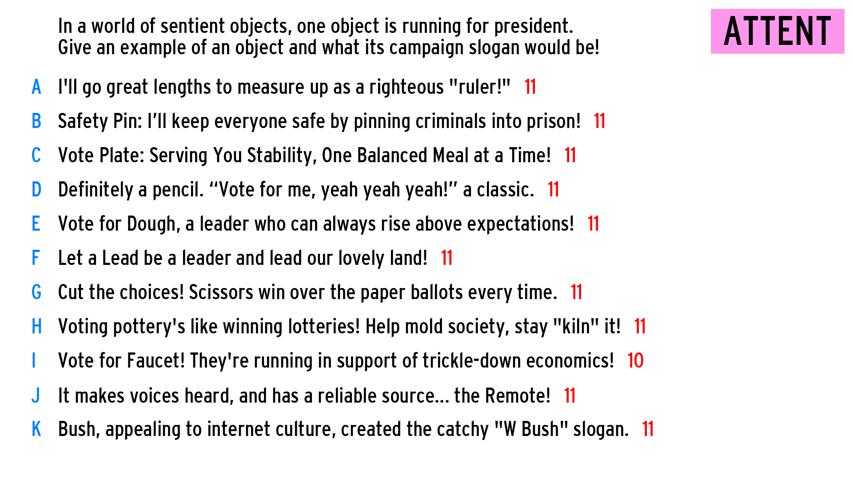 In a world of sentient objects, one object is running for president.
Give an example of an object and what its campaign slogan would be!
ATTENT
A I'll go great lengths to measure up as a righteous "ruler!" 11
B Safety Pin: I’ll keep everyone safe by pinning criminals into prison! 11
C Vote Plate: Serving You Stability, One Balanced Meal at a Time! 11
D Definitely a pencil. “Vote for me, yeah yeah yeah!” a classic. 11
E Vote for Dough, a leader who can always rise above expectations! 11
F Let a Lead be a leader and lead our lovely land! 11
G Cut the choices! Scissors win over the paper ballots every time. 11
H Voting pottery's like winning lotteries! Help mold society, stay "kiln" it! 11
I Vote for Faucet! They're running in support of trickle-down economics! 10
J It makes voices heard, and has a reliable source... the Remote! 11
K Bush, appealing to internet culture, created the catchy "W Bush" slogan. 11